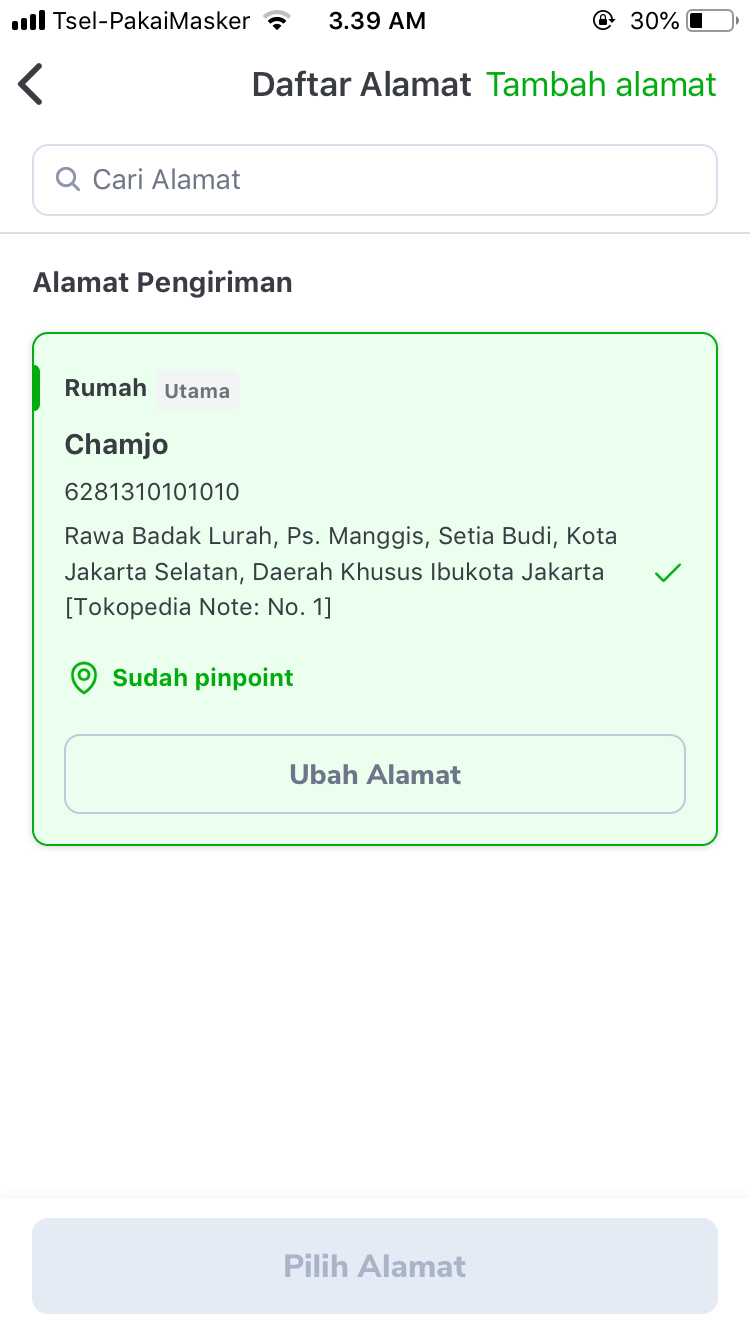 Tsel-PakaiMasker 3.39 AM 30%
Daftar Alamat Tambah alamat
Cari Alamat
Alamat Pengiriman
Rumah Utama
Chamjo
6281310101010
Rawa Badak Lurah, Ps. Manggis, Setia Budi, Kota
Jakarta Selatan, Daerah Khusus Ibukota Jakarta
[Tokopedia Note: No. 1]
Sudah pinpoint
Ubah Alamat
Pilih Alamat